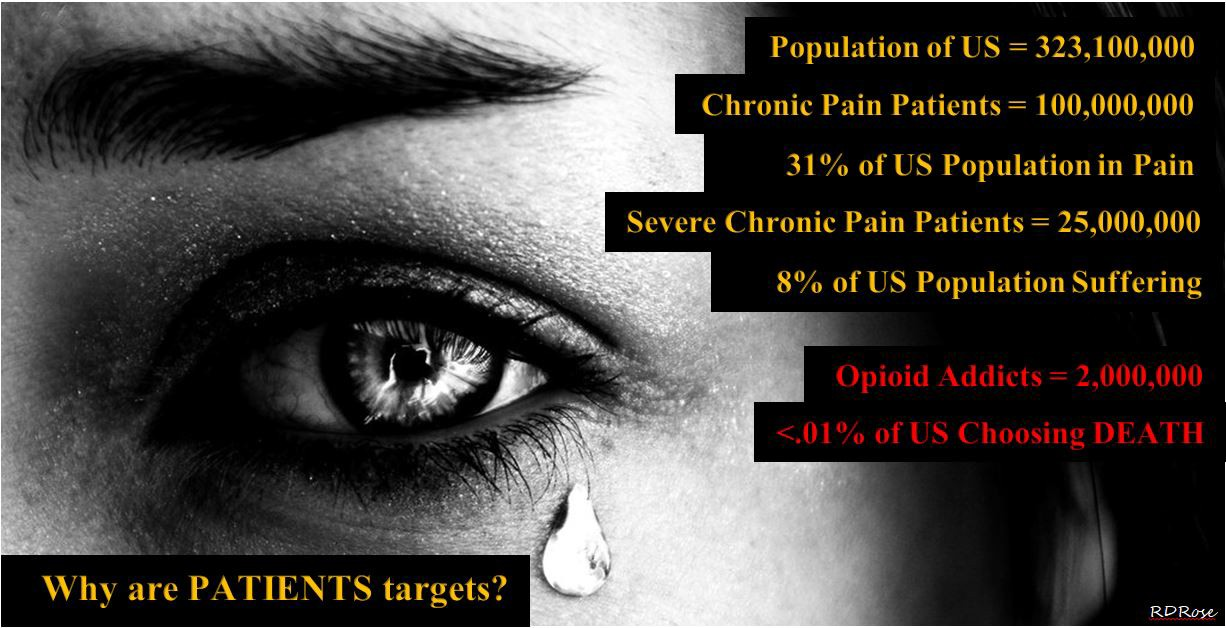 Population of US = 323,100,000
Chronic Pain Patients = 100,000,000
31% of US Population in Pain
Severe Chronic Pain Patients = 25,000,000
8% of US Population Suffering
Opioid Addicts = 2,000,000
<.01% of US Choosing DEATH
Why are PATIENTS targets?
RDRose